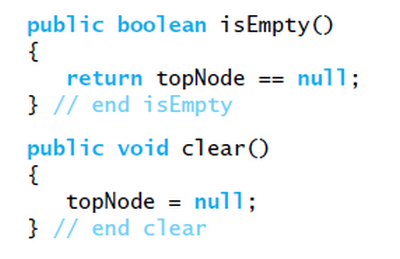 public boolean isEmpty()
{
   return topNode == null;
} // end isEmpty
public void clear()
{
   topNode = null;
} // end clear